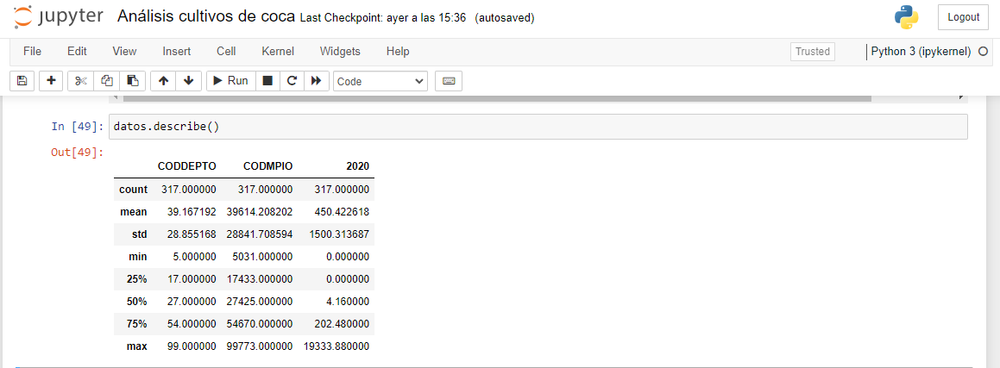 jupyter Análisis cultivos de coca Last Checkpoint: ayer a las 15:36 (autosaved) Logout
File Edit View Insert Cell Kernel Widgets Help Trusted Python 3 (ipykernel)
Run Code
In [49]: datos.describe()
Out[49]:
CODDEPTO CODMPIO 2020
count 317.000000 317.000000 317.000000
mean 39.167192 39614.208202 450.422618
std 28.855168 28841.708594 1500.313687
min 5.000000 5031.000000 0.000000
25% 17.000000 17433.000000 0.000000
50% 27.000000 27425.000000 4.160000
75% 54.000000 54670.000000 202.480000
max 99.000000 99773.000000 19333.880000